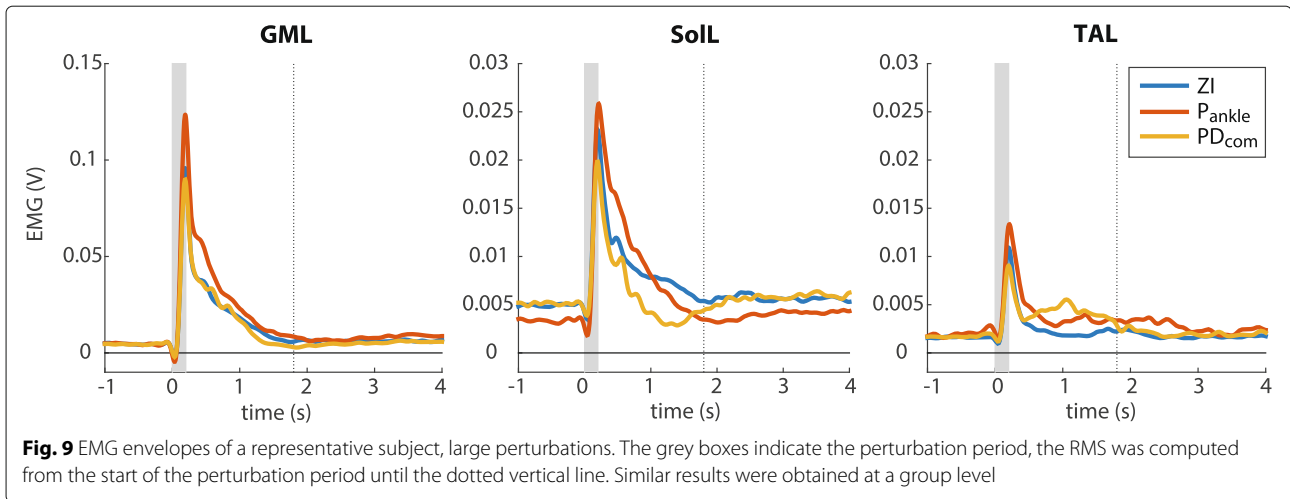 GML
SolL
TAL
0.15
0.1
0.05
0
EMG (V)
-1 0 1 2 3 4
time (s)
0.03
0.025
0.02
0.015
0.01
0.005
0
-1 0 1 2 3 4
time (s)
0.03
0.025
0.02
0.015
0.01
0.005
0
-1 0 1 2 3 4
time (s)
ZI
Pankle
PDcom
Fig. 9 EMG envelopes of a representative subject, large perturbations. The grey boxes indicate the perturbation period, the RMS was computed
from the start of the perturbation period until the dotted vertical line. Similar results were obtained at a group level